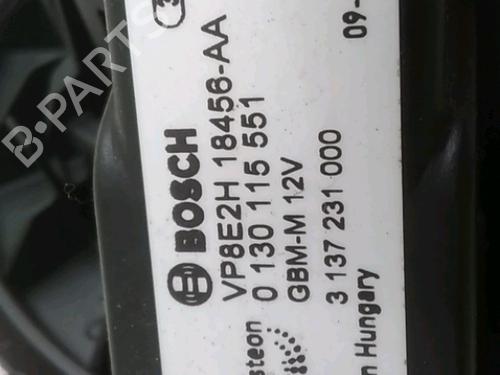 BOSCH
VP8E2H 18456-AA
0 130 115 551
GBM-M 12V
3 137 231 000
09-
steon
n Hungary
B-PARTS